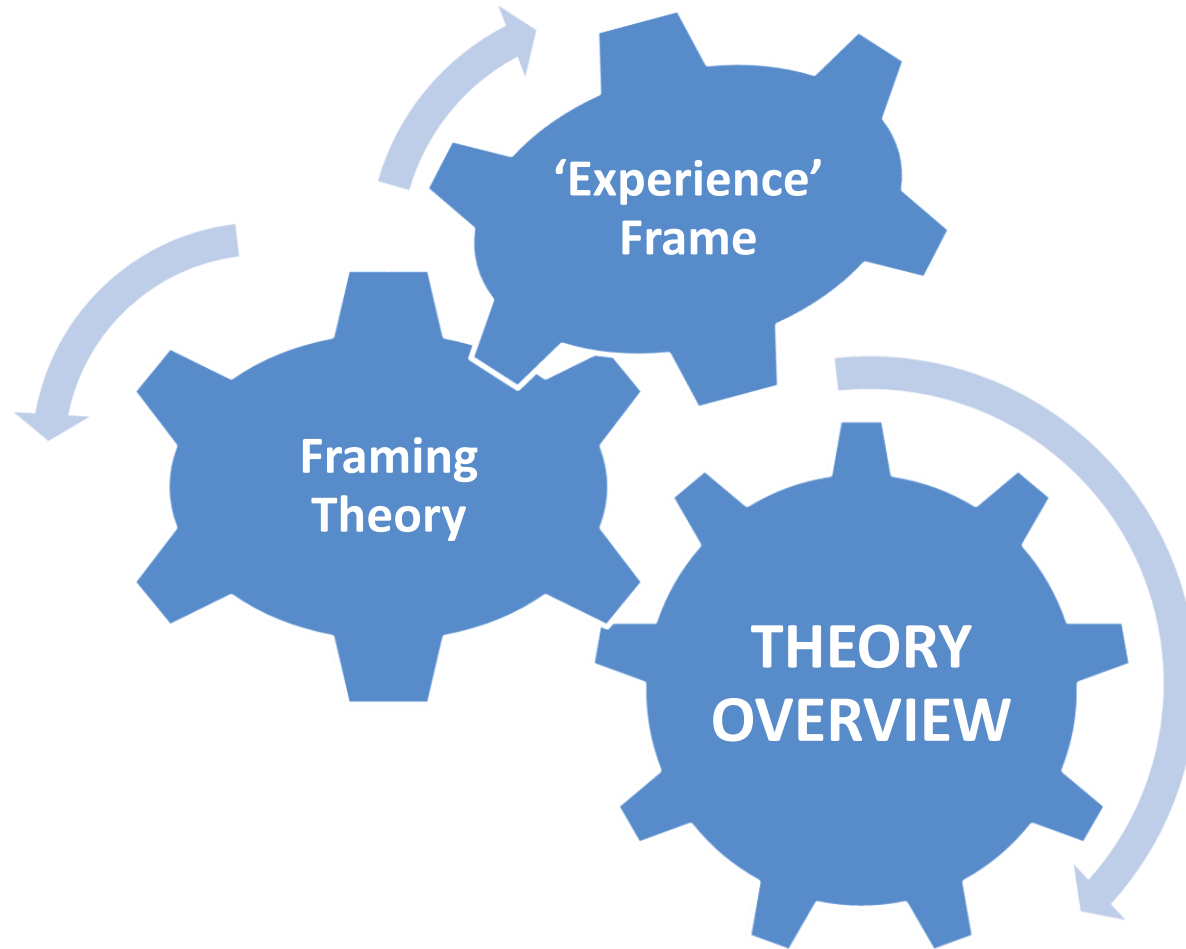 ‘Experience’
Frame
Framing
Theory
THEORY
OVERVIEW